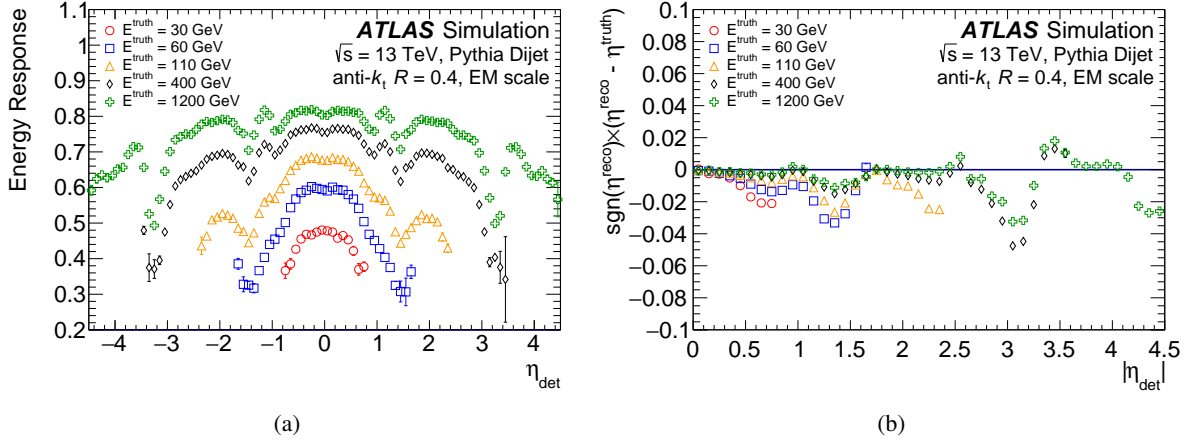 Energy Response
1.1
1
0.9
0.8
0.7
0.6
0.5
0.4
0.3
0.2
E^truth = 30 GeV
E^truth = 60 GeV
E^truth = 110 GeV
E^truth = 400 GeV
E^truth = 1200 GeV
ATLAS Simulation
√s = 13 TeV, Pythia Dijet
anti-k_t R = 0.4, EM scale
−4 −3 −2 −1 0 1 2 3 4
η_det
(a)
sgn(η^reco)×(η^reco - η^truth)
0.1
0.08
0.06
0.04
0.02
0
−0.02
−0.04
−0.06
−0.08
−0.1
E^truth = 30 GeV
E^truth = 60 GeV
E^truth = 110 GeV
E^truth = 400 GeV
E^truth = 1200 GeV
ATLAS Simulation
√s = 13 TeV, Pythia Dijet
anti-k_t R = 0.4, EM scale
0 0.5 1 1.5 2 2.5 3 3.5 4 4.5
|η_det|
(b)